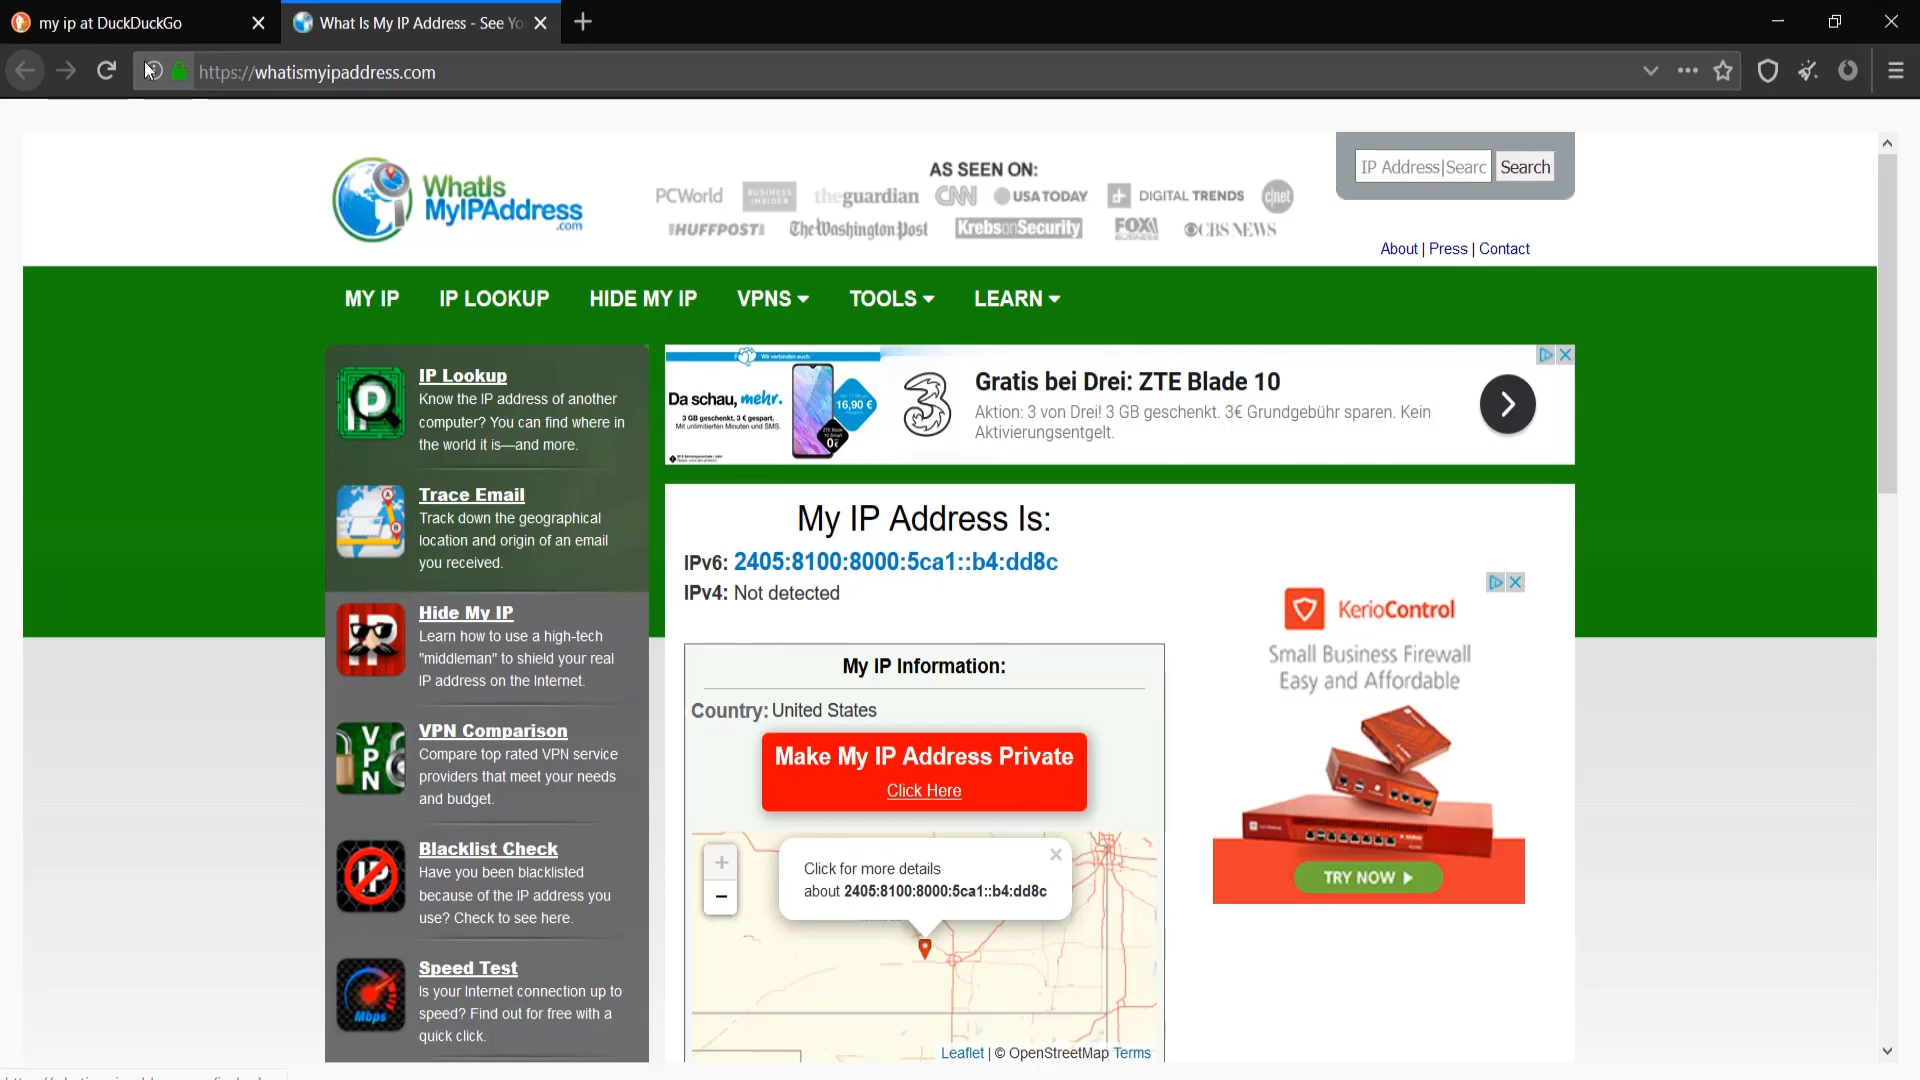 my ip at DuckDuckGo
What Is My IP Address - See Yo
https://whatismyipaddress.com
WhatIs
MyIPAddress
.com
AS SEEN ON:
PCWorld BUSINESS INSIDER theguardian CNN USA TODAY DIGITAL TRENDS c|net
HUFFPOST The Washington Post KrebsonSecurity FOX BUSINESS CBS NEWS
IP Address|Searc Search
About | Press | Contact
MY IP IP LOOKUP HIDE MY IP VPNS TOOLS LEARN
IP Lookup
Know the IP address of another
computer? You can find where in
the world it is—and more.
Trace Email
Track down the geographical
location and origin of an email
you received.
Hide My IP
Learn how to use a high-tech
"middleman" to shield your real
IP address on the Internet.
VPN
VPN Comparison
Compare top rated VPN service
providers that meet your needs
and budget.
Blacklist Check
Have you been blacklisted
because of the IP address you
use? Check to see here.
Mbps
Speed Test
Is your Internet connection up to
speed? Find out for free with a
quick click.
Wir verbinden euch.
Da schau, mehr.
3 GB geschenkt. 3 € gespart.
Mit unlimitierten Minuten und SMS.
16,90 €
0€
Gratis bei Drei: ZTE Blade 10
Aktion: 3 von Drei! 3 GB geschenkt. 3€ Grundgebühr sparen. Kein
Aktivierungsentgelt.
My IP Address Is:
IPv6: 2405:8100:8000:5ca1::b4:dd8c
IPv4: Not detected
My IP Information:
Country: United States
Make My IP Address Private
Click Here
+
−
Click for more details
about 2405:8100:8000:5ca1::b4:dd8c
Leaflet | © OpenStreetMap Terms
KerioControl
Small Business Firewall
Easy and Affordable
TRY NOW